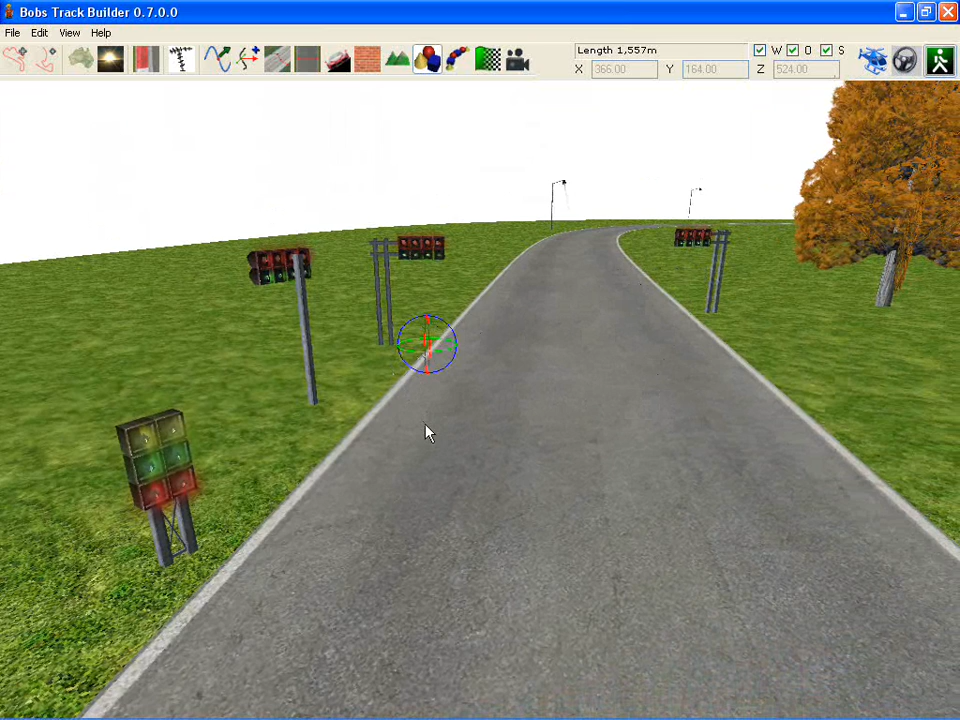 Bobs Track Builder 0.7.0.0
File Edit View Help
Length 1,557m W O S
X 366.00 Y 164.00 Z 524.00